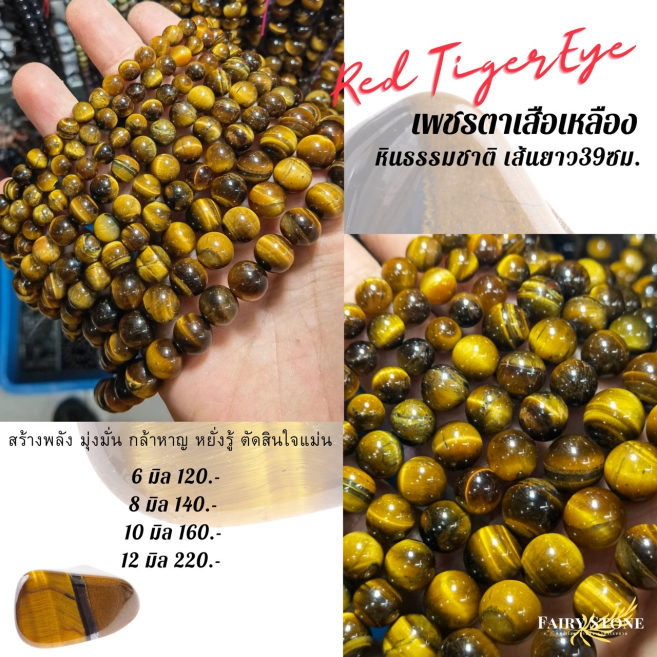 Red TigerEye
เพชรตาเสือเหลือง
หินธรรมชาติ เส้นยาว39ซม.
สร้างพลัง มุ่งมั่น กล้าหาญ หยั่งรู้ ตัดสินใจแม่น
6 มิล 120.-
8 มิล 140.-
10 มิล 160.-
12 มิล 220.-
FAIRY STONE